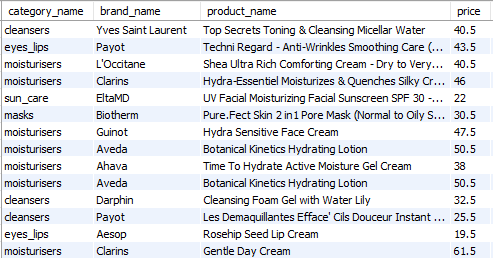 category_name brand_name product_name price
cleansers Yves Saint Laurent Top Secrets Toning & Cleansing Micellar Water 40.5
eyes_lips Payot Techni Regard - Anti-Wrinkles Smoothing Care (... 43.5
moisturisers L'Occitane Shea Ultra Rich Comforting Cream - Dry to Very... 40.5
moisturisers Clarins Hydra-Essentiel Moisturizes & Quenches Silky Cr... 46
sun_care EltaMD UV Facial Moisturizing Facial Sunscreen SPF 30 -... 22
masks Biotherm Pure.Fect Skin 2 in1 Pore Mask (Normal to Oily S... 30.5
moisturisers Guinot Hydra Sensitive Face Cream 47.5
moisturisers Aveda Botanical Kinetics Hydrating Lotion 50.5
moisturisers Ahava Time To Hydrate Active Moisture Gel Cream 38
moisturisers Aveda Botanical Kinetics Hydrating Lotion 50.5
cleansers Darphin Cleansing Foam Gel with Water Lily 32.5
cleansers Payot Les Demaquillantes Efface' Cils Douceur Instant ... 25.5
eyes_lips Aesop Rosehip Seed Lip Cream 19.5
moisturisers Clarins Gentle Day Cream 61.5